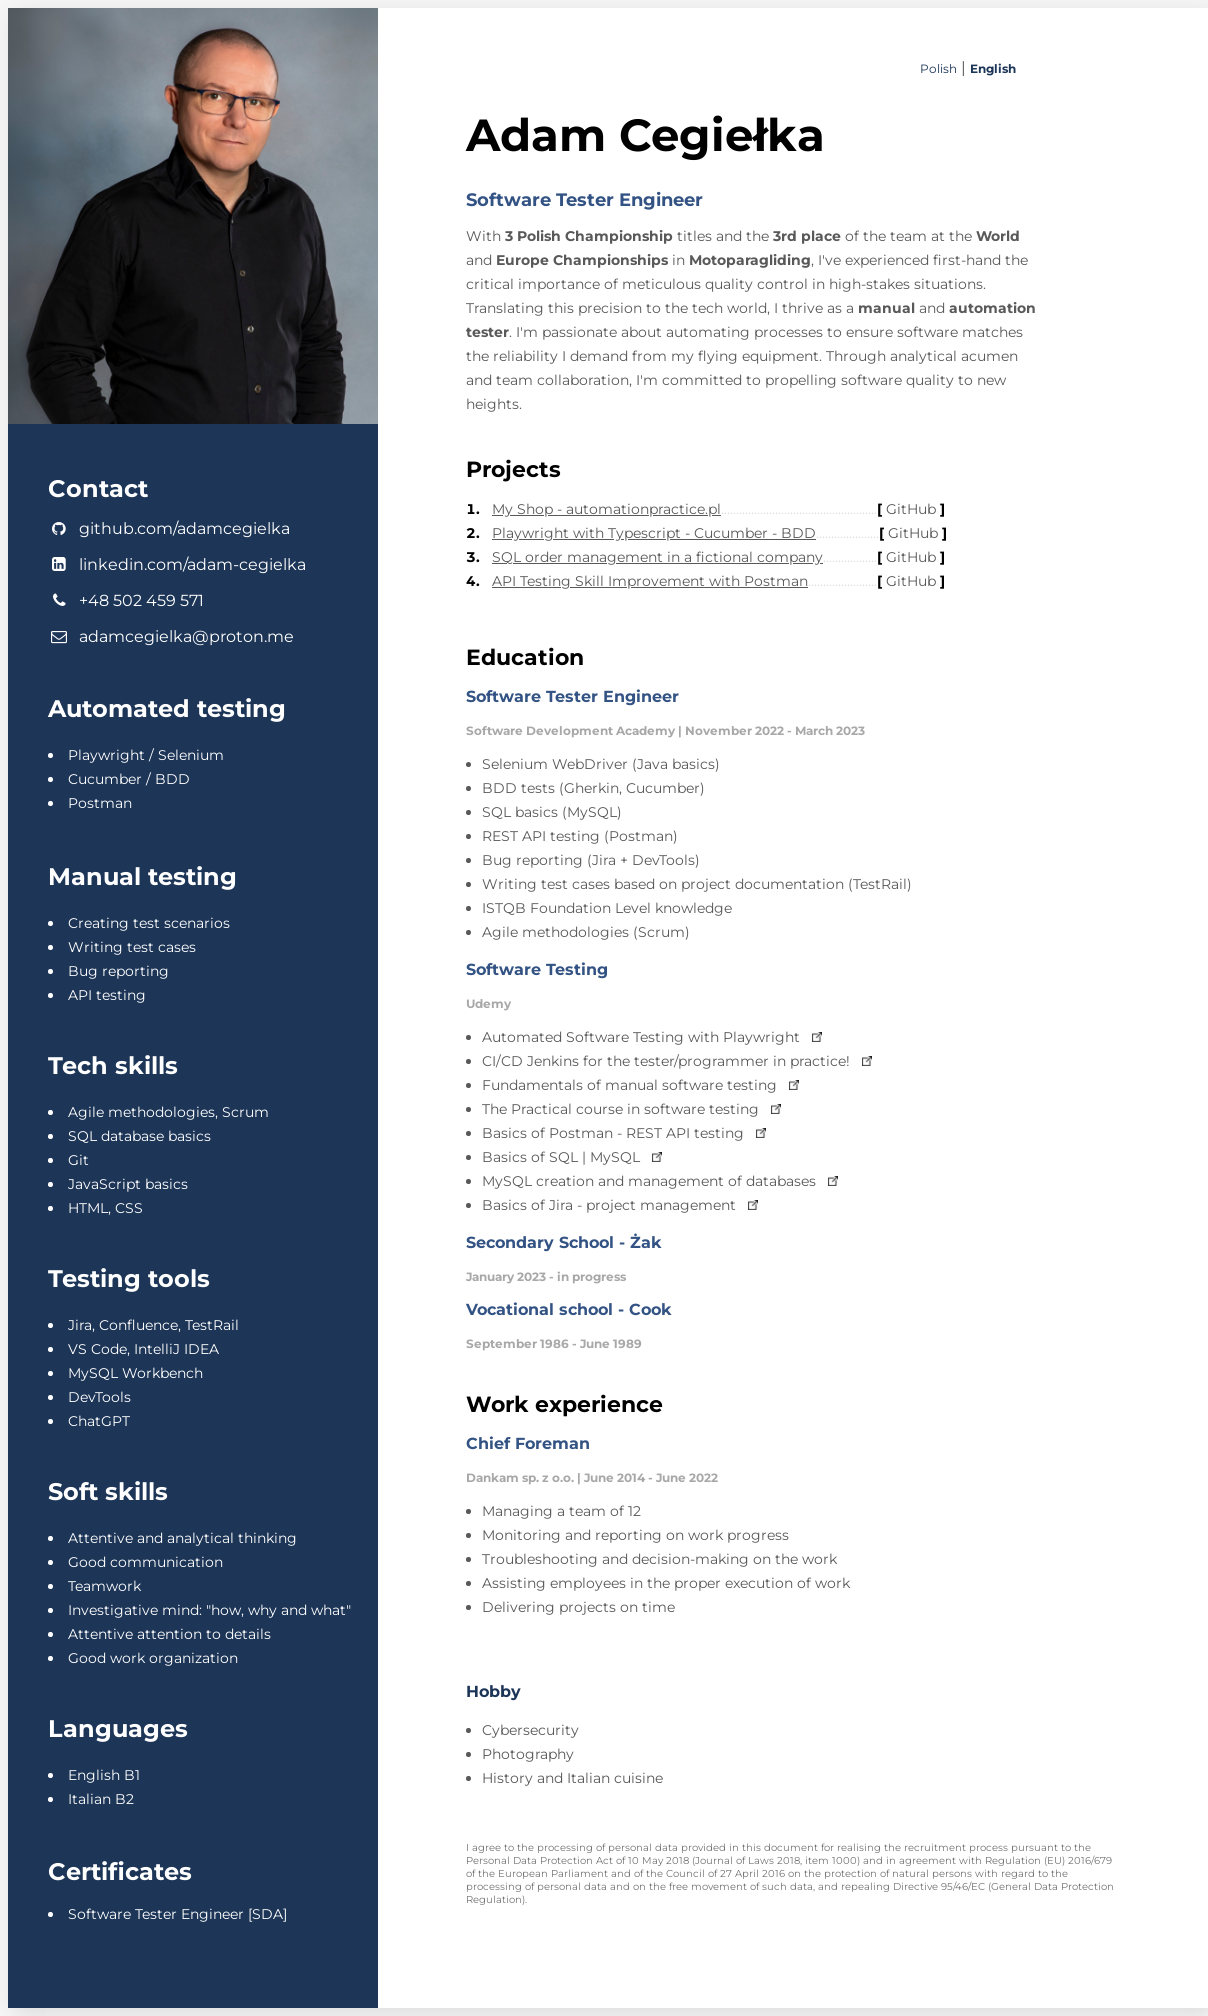 Contact
github.com/adamcegielka
linkedin.com/adam-cegielka
+48 502 459 571
adamcegielka@proton.me
Automated testing
Playwright / Selenium
Cucumber / BDD
Postman
Manual testing
Creating test scenarios
Writing test cases
Bug reporting
API testing
Tech skills
Agile methodologies, Scrum
SQL database basics
Git
JavaScript basics
HTML, CSS
Testing tools
Jira, Confluence, TestRail
VS Code, IntelliJ IDEA
MySQL Workbench
DevTools
ChatGPT
Soft skills
Attentive and analytical thinking
Good communication
Teamwork
Investigative mind: "how, why and what"
Attentive attention to details
Good work organization
Languages
English B1
Italian B2
Certificates
Software Tester Engineer [SDA]
Polish | English
Adam Cegiełka
Software Tester Engineer
With 3 Polish Championship titles and the 3rd place of the team at the World
and Europe Championships in Motoparagliding, I've experienced first-hand the
critical importance of meticulous quality control in high-stakes situations.
Translating this precision to the tech world, I thrive as a manual and automation
tester. I'm passionate about automating processes to ensure software matches
the reliability I demand from my flying equipment. Through analytical acumen
and team collaboration, I'm committed to propelling software quality to new
heights.
Projects
1. My Shop - automationpractice.pl [ GitHub ]
2. Playwright with Typescript - Cucumber - BDD [ GitHub ]
3. SQL order management in a fictional company [ GitHub ]
4. API Testing Skill Improvement with Postman [ GitHub ]
Education
Software Tester Engineer
Software Development Academy | November 2022 - March 2023
Selenium WebDriver (Java basics)
BDD tests (Gherkin, Cucumber)
SQL basics (MySQL)
REST API testing (Postman)
Bug reporting (Jira + DevTools)
Writing test cases based on project documentation (TestRail)
ISTQB Foundation Level knowledge
Agile methodologies (Scrum)
Software Testing
Udemy
Automated Software Testing with Playwright
CI/CD Jenkins for the tester/programmer in practice!
Fundamentals of manual software testing
The Practical course in software testing
Basics of Postman - REST API testing
Basics of SQL | MySQL
MySQL creation and management of databases
Basics of Jira - project management
Secondary School - Żak
January 2023 - in progress
Vocational school - Cook
September 1986 - June 1989
Work experience
Chief Foreman
Dankam sp. z o.o. | June 2014 - June 2022
Managing a team of 12
Monitoring and reporting on work progress
Troubleshooting and decision-making on the work
Assisting employees in the proper execution of work
Delivering projects on time
Hobby
Cybersecurity
Photography
History and Italian cuisine
I agree to the processing of personal data provided in this document for realising the recruitment process pursuant to the
Personal Data Protection Act of 10 May 2018 (Journal of Laws 2018, item 1000) and in agreement with Regulation (EU) 2016/679
of the European Parliament and of the Council of 27 April 2016 on the protection of natural persons with regard to the
processing of personal data and on the free movement of such data, and repealing Directive 95/46/EC (General Data Protection
Regulation).